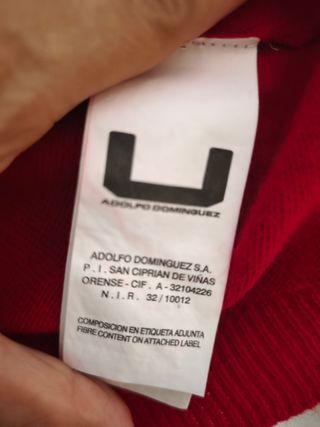 ADOLFO DOMINGUEZ
ADOLFO DOMINGUEZ S.A.
P.I. SAN CIPRIAN DE VIÑAS
ORENSE - CIF. A - 32104226
N.I.R. 32/10012
COMPOSICION EN ETIQUETA ADJUNTA
FIBRE CONTENT ON ATTACHED LABEL